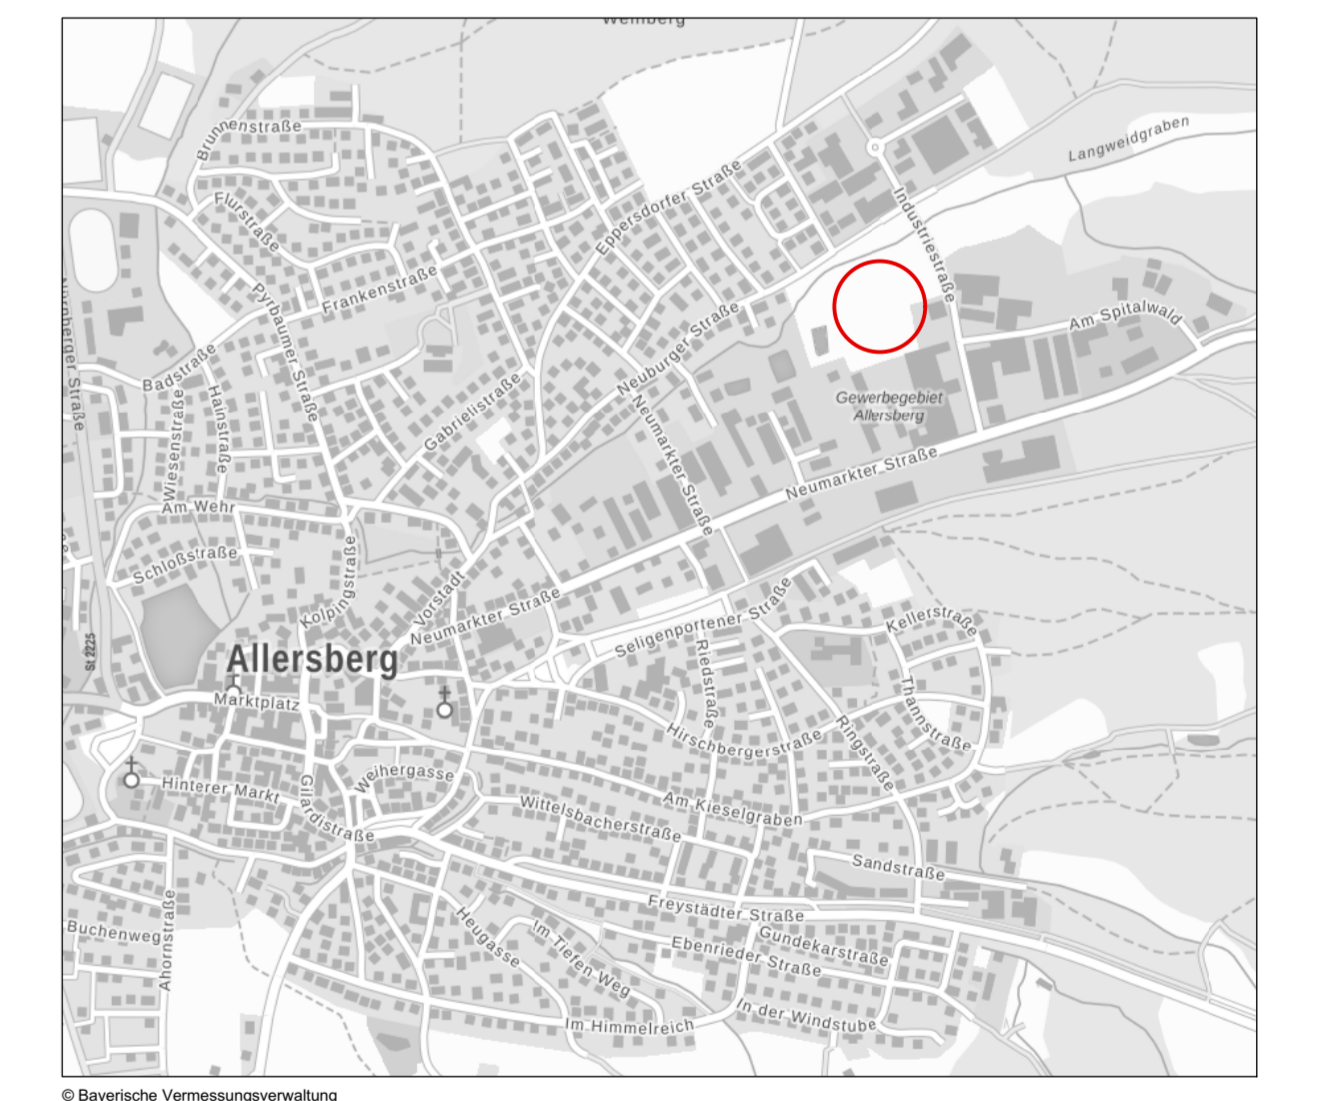 Weinberg
Brunnenstraße
Langweidgraben
Flurstraße
Eppersdorfer Straße
Industriestraße
Frankenstraße
Pyrbaumer Straße
Nürnberger Straße
Am Spitalwald
Neuburger Straße
Badstraße
Hainstraße
Wiesenstraße
Gabrielistraße
Gewerbegebiet
Allersberg
Neumarkter Straße
Neumarkter Straße
Am Wehr
Schloßstraße
Kolpingstraße
Vorstadt
Neumarkter Straße
Seligenportener Straße
Kellerstraße
St 2225
Allersberg
Riedstraße
Marktplatz
Thannstraße
Hirschbergerstraße
Ringstraße
Weihergasse
Hinterer Markt
Gilardistraße
Am Kieselgraben
Wittelsbacherstraße
Sandstraße
Freystädter Straße
Ahornstraße
Buchenweg
Heugasse
Im Tiefen Weg
Gundekarstraße
Ebenrieder Straße
In der Windstube
Im Himmelreich
© Bayerische Vermessungsverwaltung